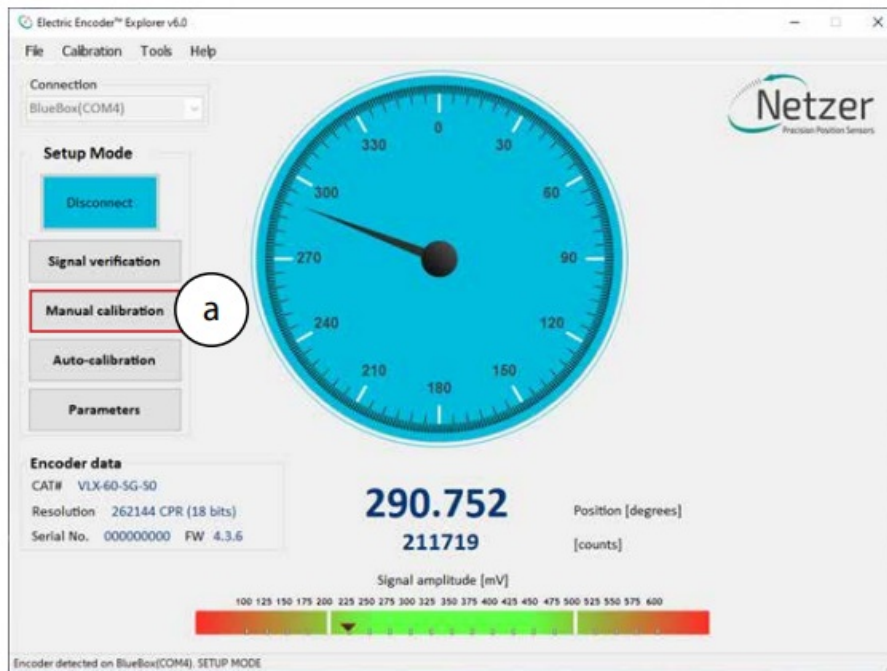 Electric Encoder™ Explorer v6.0
File Calibration Tools Help
Connection
BlueBox(COM4)
Netzer
Precision Position Sensors
Setup Mode
Disconnect
Signal verification
Manual calibration
a
Auto-calibration
Parameters
0
30
60
90
120
150
180
210
240
270
300
330
Encoder data
CAT# VLX-60-SG-S0
Resolution 262144 CPR (18 bits)
Serial No. 000000000 FW 4.3.6
290.752 Position [degrees]
211719 [counts]
Signal amplitude [mV]
100 125 150 175 200 225 250 275 300 325 350 375 400 425 450 475 500 525 550 575 600
Encoder detected on BlueBox(COM4). SETUP MODE